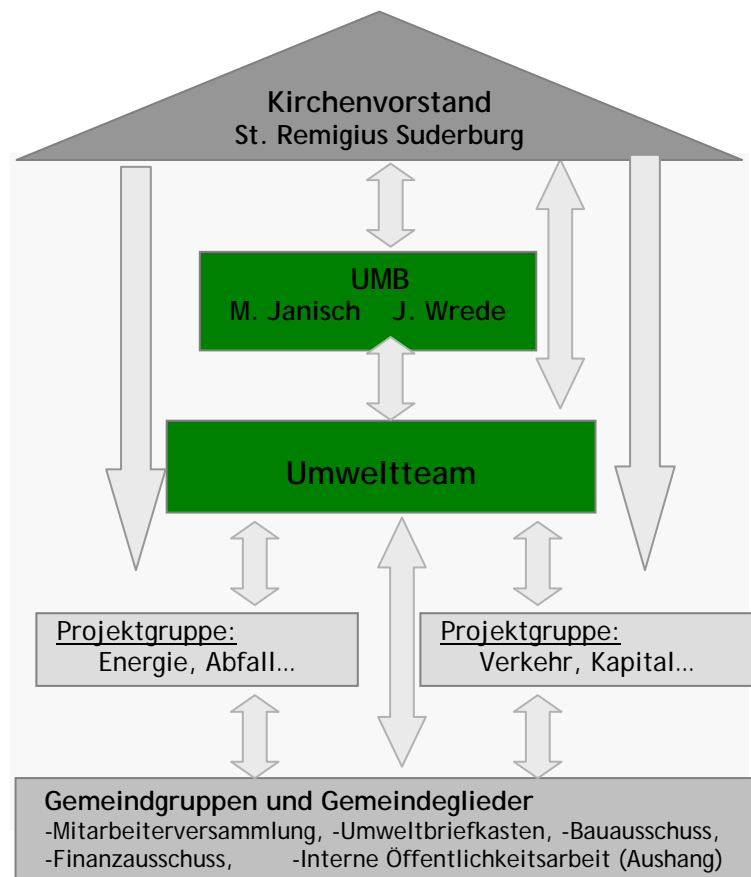 Kirchenvorstand
St. Remigius Suderburg
UMB
M. Janisch J. Wrede
Umweltteam
Projektgruppe:
Energie, Abfall...
Projektgruppe:
Verkehr, Kapital...
Gemeindgruppen und Gemeindeglieder
-Mitarbeiterversammlung, -Umweltbriefkasten, -Bauausschuss,
-Finanzausschuss, -Interne Öffentlichkeitsarbeit (Aushang)